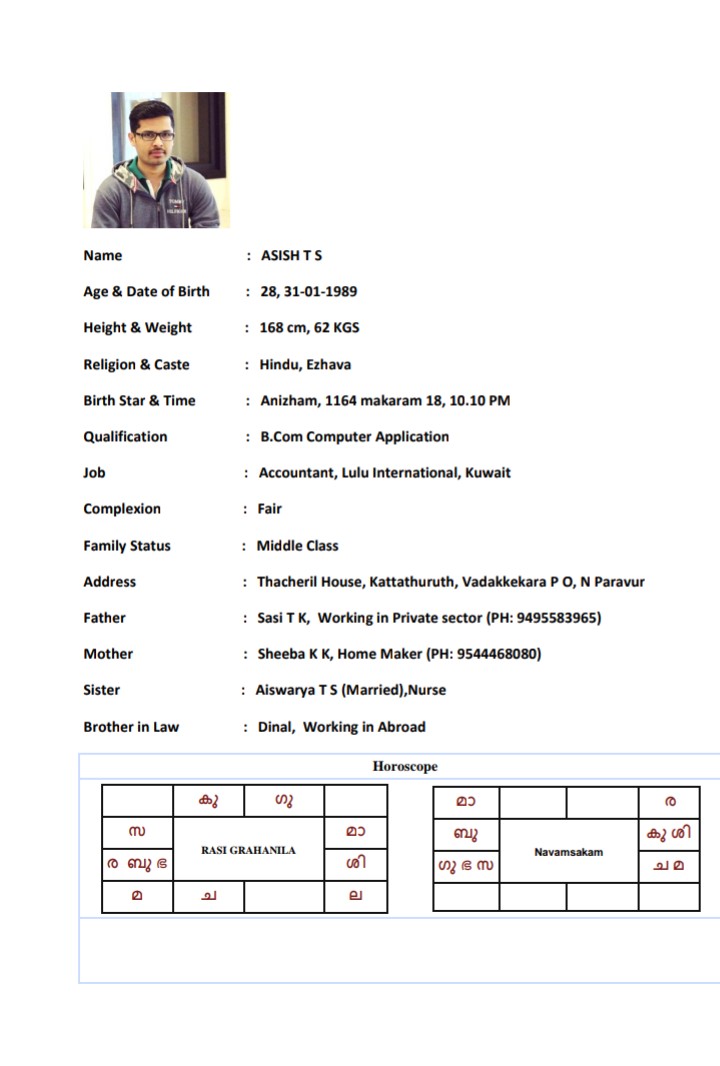 TOMMY
HILFIGER
Name : ASISH T S
Age & Date of Birth : 28, 31-01-1989
Height & Weight : 168 cm, 62 KGS
Religion & Caste : Hindu, Ezhava
Birth Star & Time : Anizham, 1164 makaram 18, 10.10 PM
Qualification : B.Com Computer Application
Job : Accountant, Lulu International, Kuwait
Complexion : Fair
Family Status : Middle Class
Address : Thacheril House, Kattathuruth, Vadakkekara P O, N Paravur
Father : Sasi T K, Working in Private sector (PH: 9495583965)
Mother : Sheeba K K, Home Maker (PH: 9544468080)
Sister : Aiswarya T S (Married),Nurse
Brother in Law : Dinal, Working in Abroad
Horoscope
കു ഗു
സ മാ
RASI GRAHANILA
ര ബു ഭ ശി
മ ച ല
മാ ര
ബു കു ശി
Navamsakam
ഗു ഭ സ ച മ